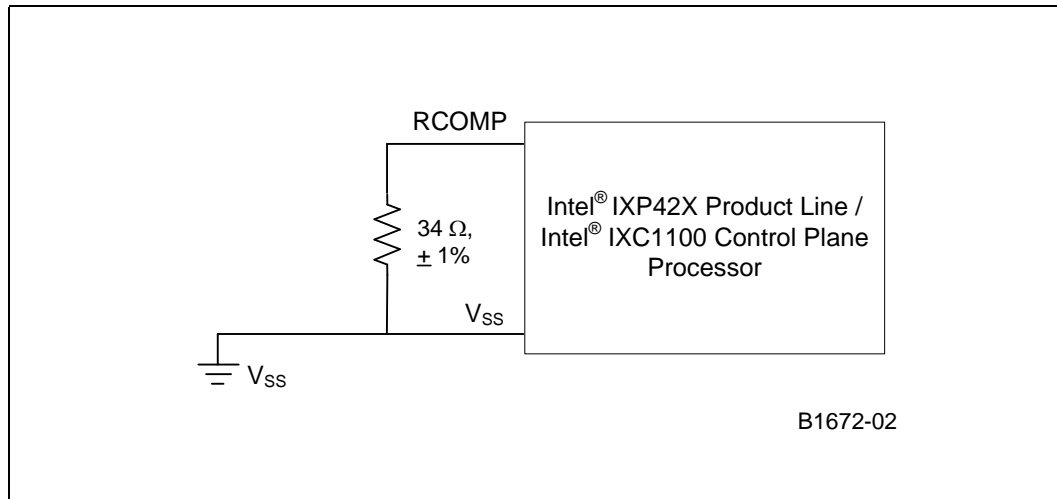 RCOMP
34 Ω,
± 1%
Intel® IXP42X Product Line /
Intel® IXC1100 Control Plane
Processor
VSS
VSS
B1672-02